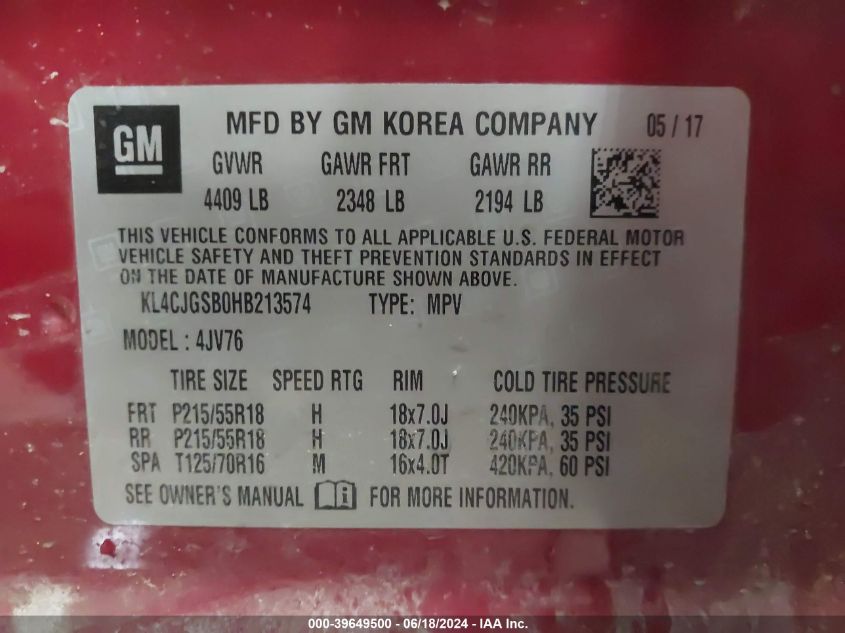 GM
MFD BY GM KOREA COMPANY 05 / 17
GVWR GAWR FRT GAWR RR
4409 LB 2348 LB 2194 LB
THIS VEHICLE CONFORMS TO ALL APPLICABLE U.S. FEDERAL MOTOR
VEHICLE SAFETY AND THEFT PREVENTION STANDARDS IN EFFECT
ON THE DATE OF MANUFACTURE SHOWN ABOVE.
KL4CJGSB0HB213574 TYPE: MPV
MODEL : 4JV76
TIRE SIZE SPEED RTG RIM COLD TIRE PRESSURE
FRT P215/55R18 H 18x7.0J 240KPA, 35 PSI
RR P215/55R18 H 18x7.0J 240KPA, 35 PSI
SPA T125/70R16 M 16x4.0T 420KPA, 60 PSI
SEE OWNER'S MANUAL FOR MORE INFORMATION.
000-39649500 - 06/18/2024 - IAA Inc.